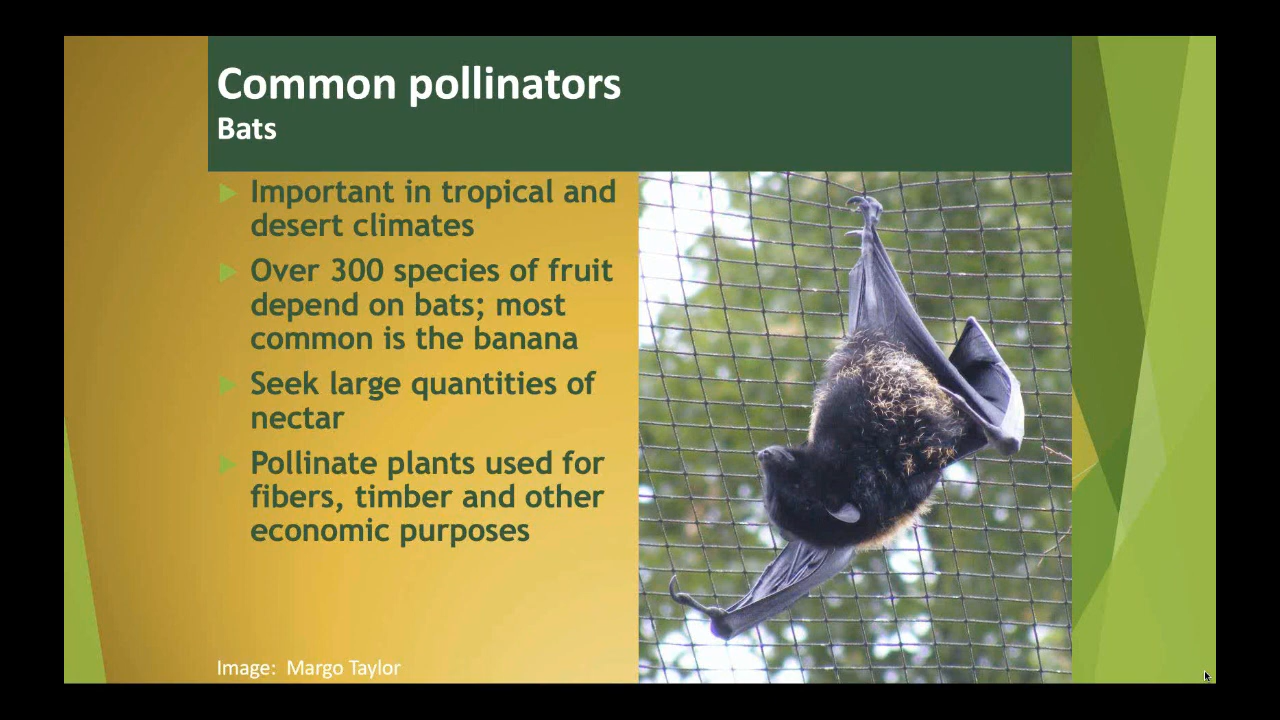 Common pollinators
Bats
Important in tropical and
desert climates
Over 300 species of fruit
depend on bats; most
common is the banana
Seek large quantities of
nectar
Pollinate plants used for
fibers, timber and other
economic purposes
Image: Margo Taylor